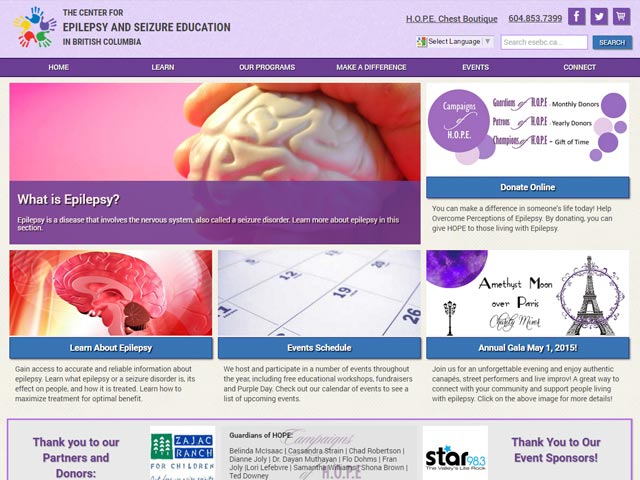 THE CENTER FOR
EPILEPSY AND SEIZURE EDUCATION
IN BRITISH COLUMBIA
H.O.P.E. Chest Boutique
604.853.7399
Select Language
Search esebc.ca...
SEARCH
HOME
LEARN
OUR PROGRAMS
MAKE A DIFFERENCE
EVENTS
CONNECT
What is Epilepsy?
Epilepsy is a disease that involves the nervous system, also called a seizure disorder. Learn more about epilepsy in this
section.
Campaigns
of
H.O.P.E.
Guardians of H.O.P.E - Monthly Donors
Patrons of H.O.P.E - Yearly Donors
Champions of H.O.P.E - Gift of Time
Donate Online
You can make a difference in someone's life today! Help
Overcome Perceptions of Epilepsy. By donating, you can
give HOPE to those living with Epilepsy.
12
19
20
26
Amethyst Moon
over Paris
Charity Minor
Learn About Epilepsy
Events Schedule
Annual Gala May 1, 2015!
Gain access to accurate and reliable information about
epilepsy. Learn what epilepsy or a seizure disorder is, its
effect on people, and how it is treated. Learn how to
maximize treatment for optimal benefit.
We host and participate in a number of events throughout
the year, including free educational workshops, fundraisers
and Purple Day. Check out our calendar of events to see a
list of upcoming events.
Join us for an unforgettable evening and enjoy authentic
canapés, street performers and live improv! A great way to
connect with your community and support people living
with epilepsy. Click on the above image for more details!
Thank you to our
Partners and
Donors:
ZAJAC
RANCH
FOR CHILDREN
Campaigns
of
H.O.P.E
Guardians of HOPE:
Belinda McIsaac | Cassandra Strain | Chad Robertson |
Dianne Joly | Dr. Dayan Muthayan | Flo Dohms | Fran
Joly |Lori Lefebvre | Samantha Williams| Shona Brown |
Ted Downey
star 98.3
The Valley's Lite Rock
Thank You to Our
Event Sponsors!